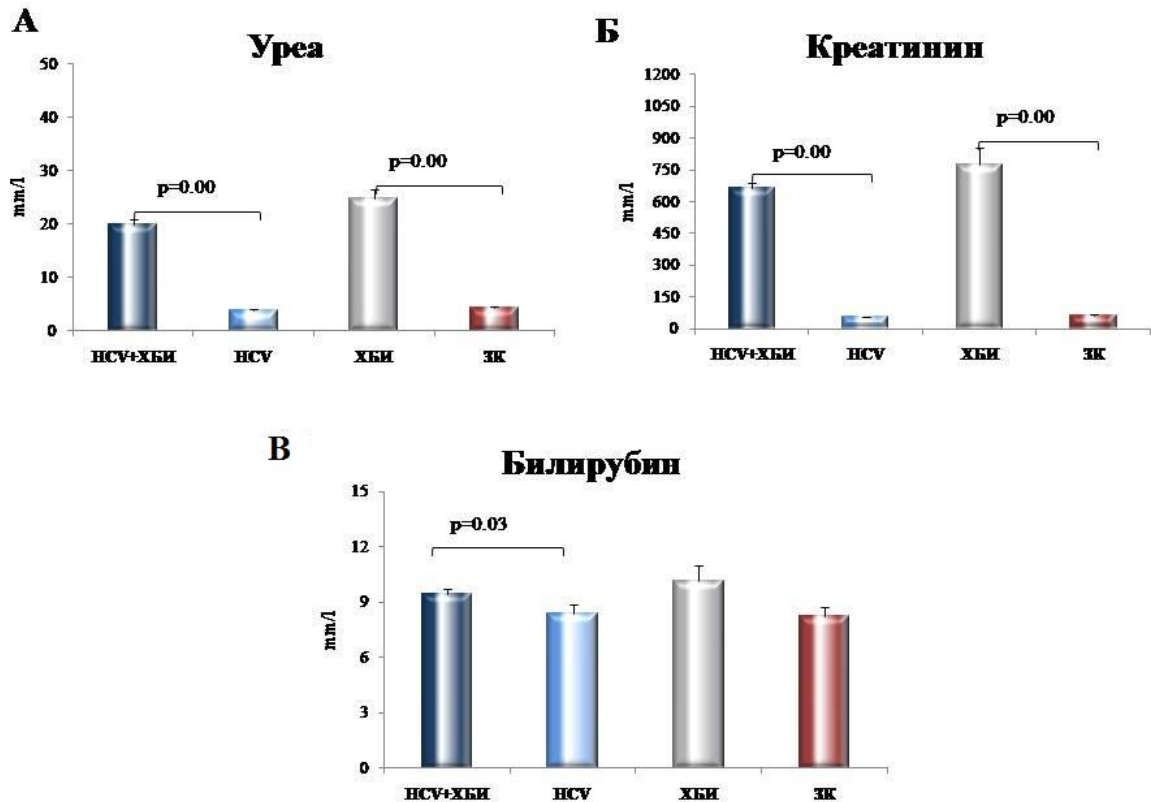 А
Уреа
50
40
30
20
10
0
mm/l
p=0.00
p=0.00
HCV+ХБИ HCV ХБИ ЗК
Б
Креатинин
1200
1050
900
750
600
450
300
150
0
mm/l
p=0.00
p=0.00
HCV+ХБИ HCV ХБИ ЗК
В
Билирубин
15
12
9
6
3
0
mm/l
p=0.03
HCV+ХБИ HCV ХБИ ЗК